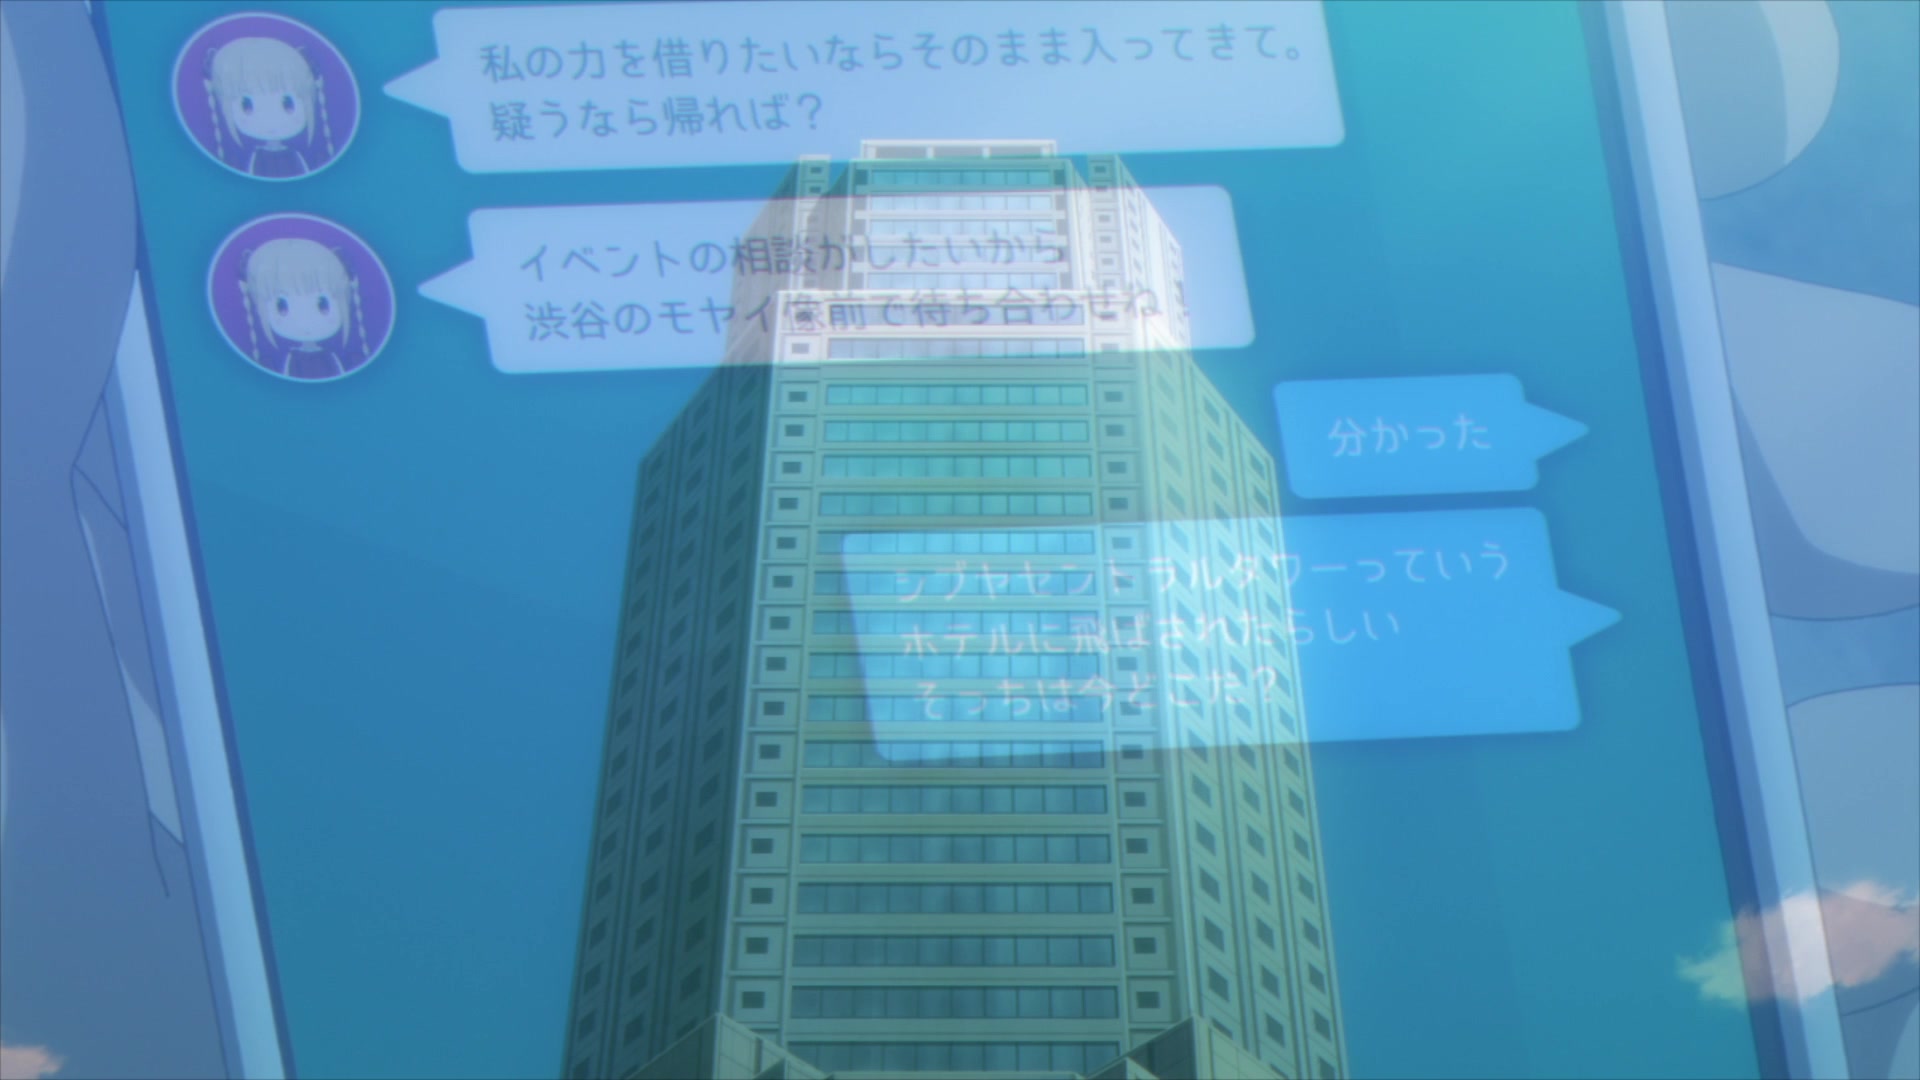 私の力を借りたいならそのまま入ってきて。
疑うなら帰れば？
イベントの相談がしたいから
渋谷のモヤイ像前で待ち合わせね！
分かった
シブヤセントラルタワーっていう
ホテルに飛ばされたらしい
そっちは今どこだ？